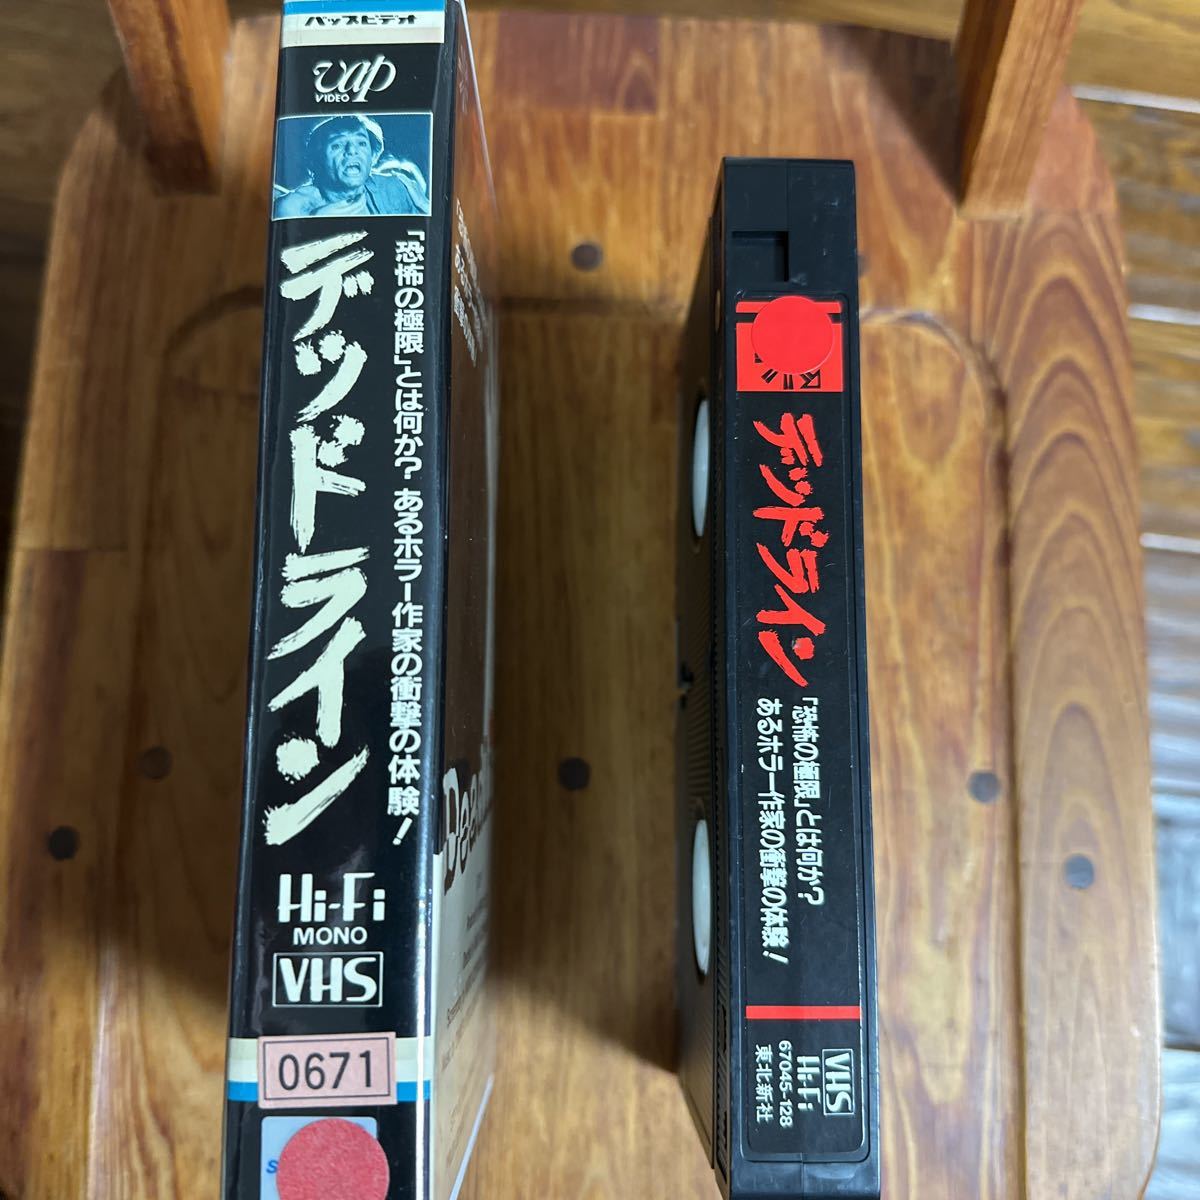 バップビデオ
vap
VIDEO
「恐怖の極限」とは何か? あるホラー作家の衝撃の体験!
デッドライン
Hi-Fi
MONO
VHS
0671
デッドライン
「恐怖の極限」とは何か?
あるホラー作家の衝撃の体験!
VHS
Hi-Fi
67045-128
東北新社